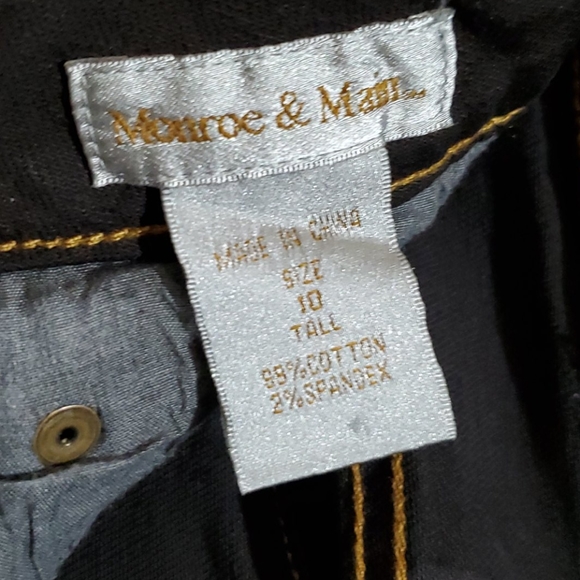 Monroe & Main...
MADE IN CHINA
SIZE
10
TALL
98%COTTON
2%SPANDEX